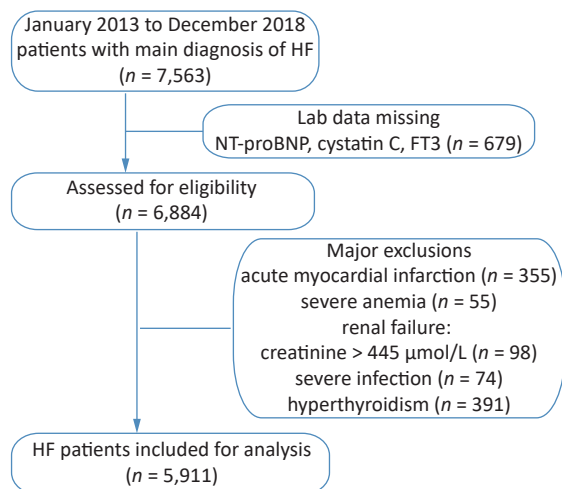 January 2013 to December 2018
patients with main diagnosis of HF
(n = 7,563)
Lab data missing
NT-proBNP, cystatin C, FT3 (n = 679)
Assessed for eligibility
(n = 6,884)
Major exclusions
acute myocardial infarction (n = 355)
severe anemia (n = 55)
renal failure:
creatinine > 445 μmol/L (n = 98)
severe infection (n = 74)
hyperthyroidism (n = 391)
HF patients included for analysis
(n = 5,911)